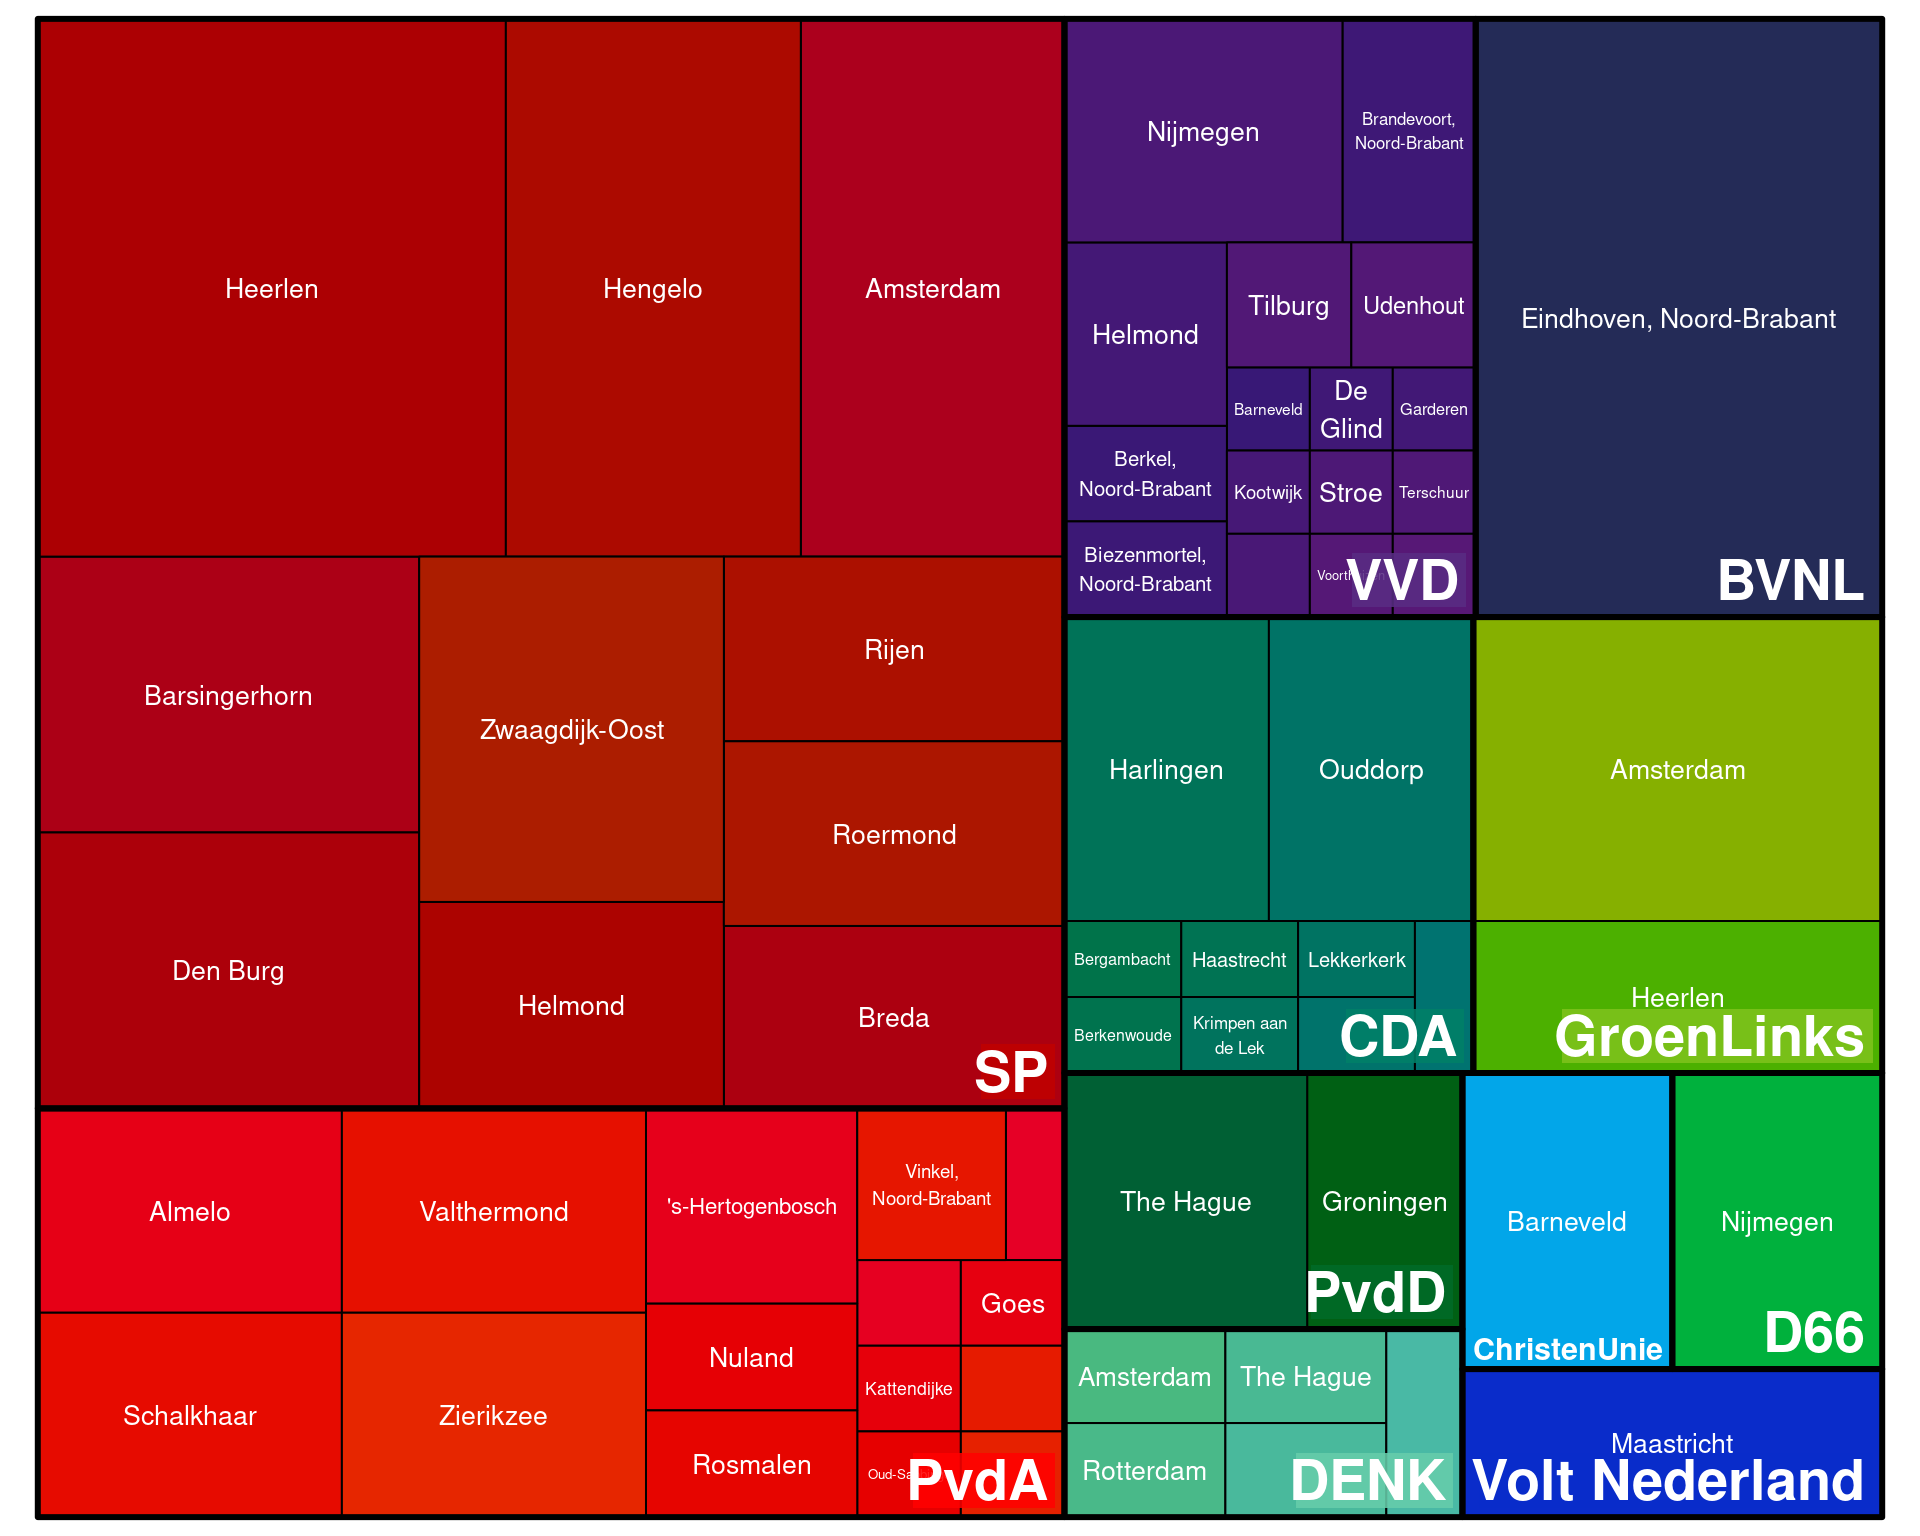 Heerlen
Hengelo
Amsterdam
Barsingerhorn
Den Burg
Zwaagdijk-Oost
Helmond
Rijen
Roermond
Breda
SP
Almelo
Valthermond
Schalkhaar
Zierikzee
's-Hertogenbosch
Nuland
Rosmalen
Vinkel,
Noord-Brabant
Goes
Kattendijke
PvdA
Nijmegen
Brandevoort,
Noord-Brabant
Helmond
Berkel,
Noord-Brabant
Biezenmortel,
Noord-Brabant
Tilburg
Udenhout
Barneveld
De
Glind
Garderen
Kootwijk
Stroe
Terschuur
VVD
Eindhoven, Noord-Brabant
BVNL
Harlingen
Ouddorp
Bergambacht
Haastrecht
Lekkerkerk
Berkenwoude
Krimpen aan
de Lek
CDA
Amsterdam
Heerlen
GroenLinks
The Hague
Groningen
PvdD
Amsterdam
The Hague
Rotterdam
DENK
Barneveld
ChristenUnie
Nijmegen
D66
Maastricht
Volt Nederland